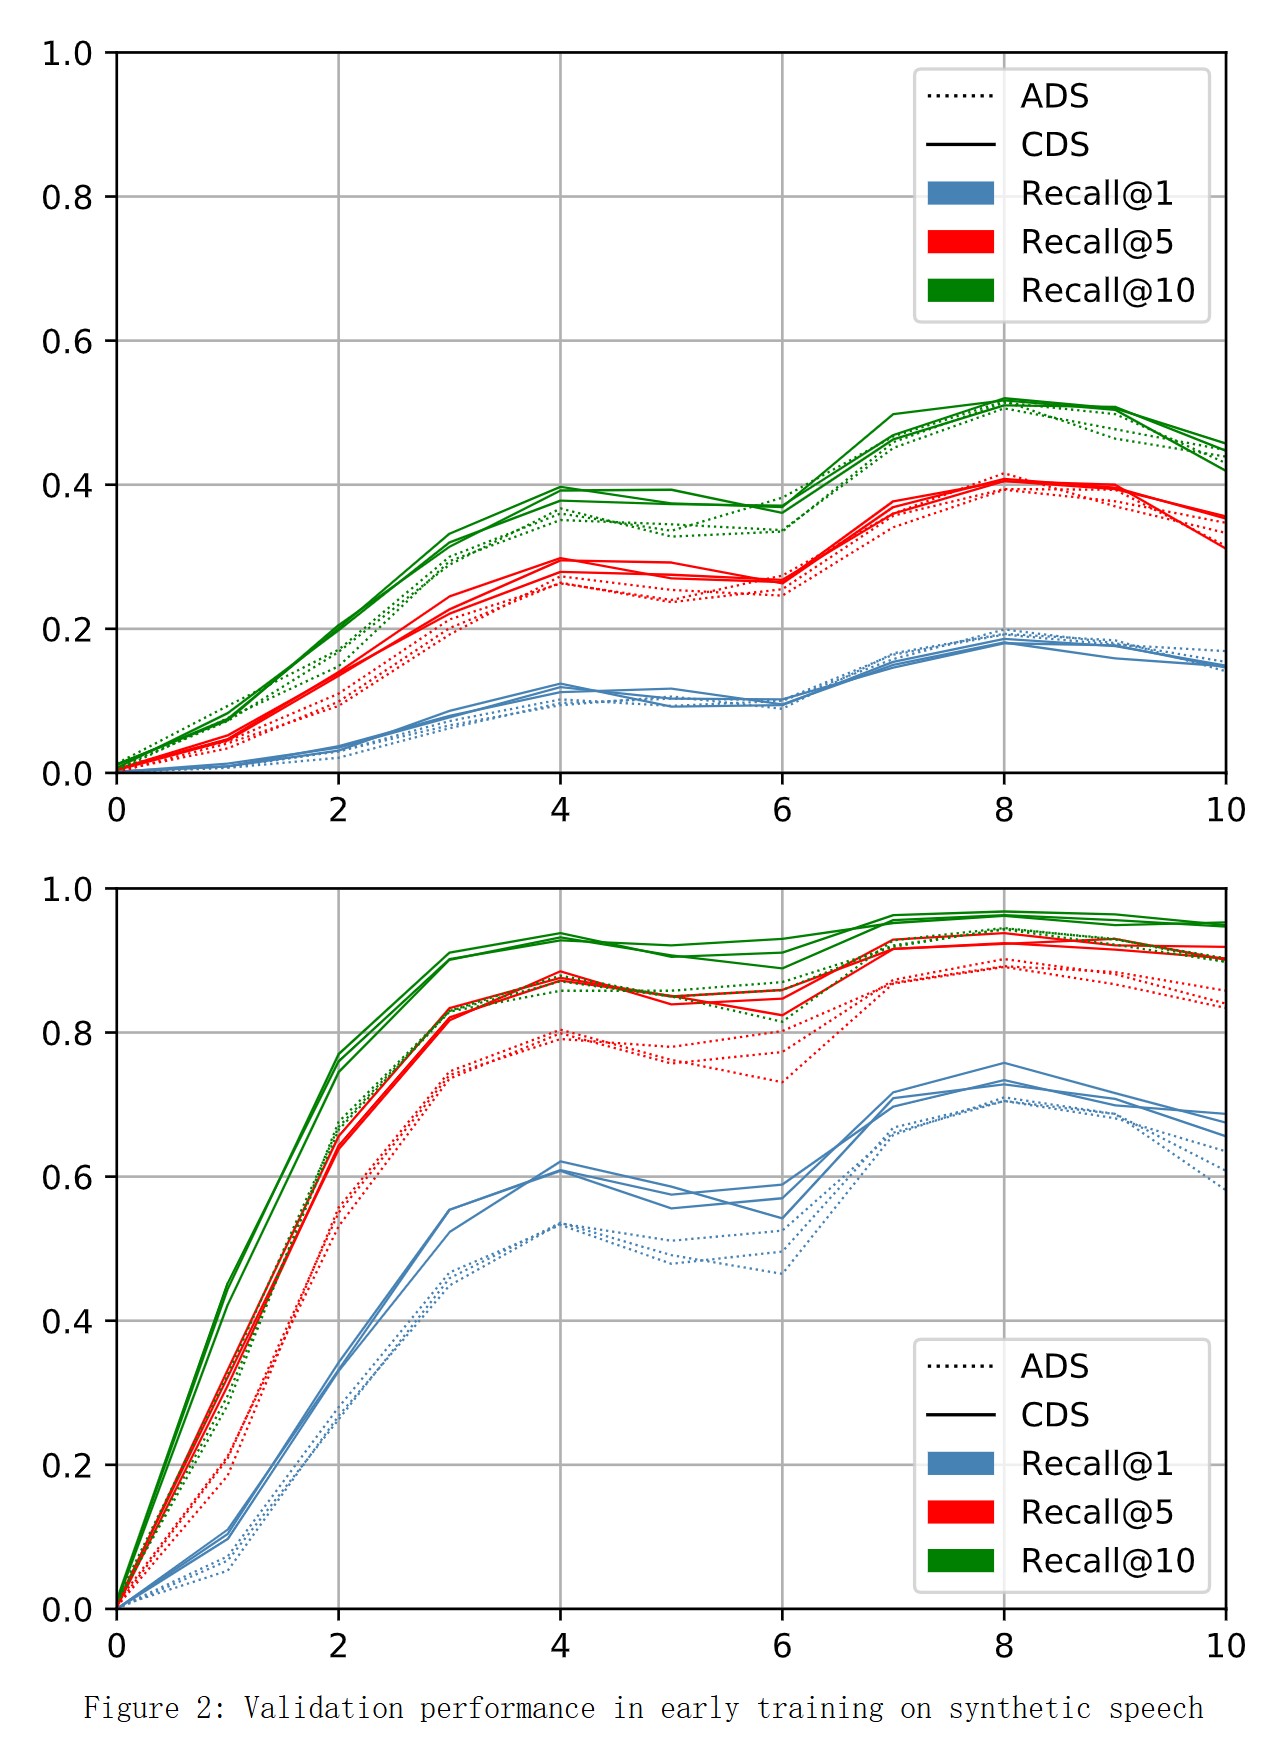 1.0
0.8
0.6
0.4
0.2
0.0
ADS
CDS
Recall@1
Recall@5
Recall@10
0 2 4 6 8 10
1.0
0.8
0.6
0.4
0.2
0.0
ADS
CDS
Recall@1
Recall@5
Recall@10
0 2 4 6 8 10
Figure 2: Validation performance in early training on synthetic speech